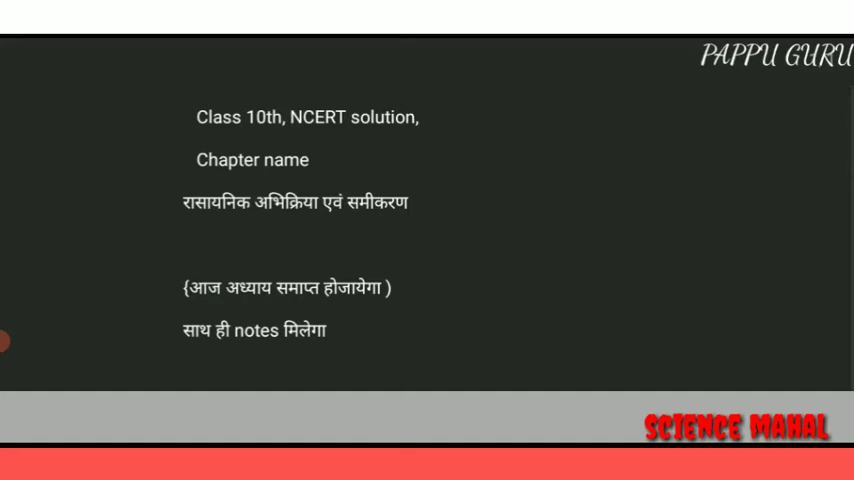 PAPPU GURU
Class 10th, NCERT solution,
Chapter name
रासायनिक अभिक्रिया एवं समीकरण
{आज अध्याय समाप्त होजायेगा )
साथ ही notes मिलेगा
SCIENCE MAHAL